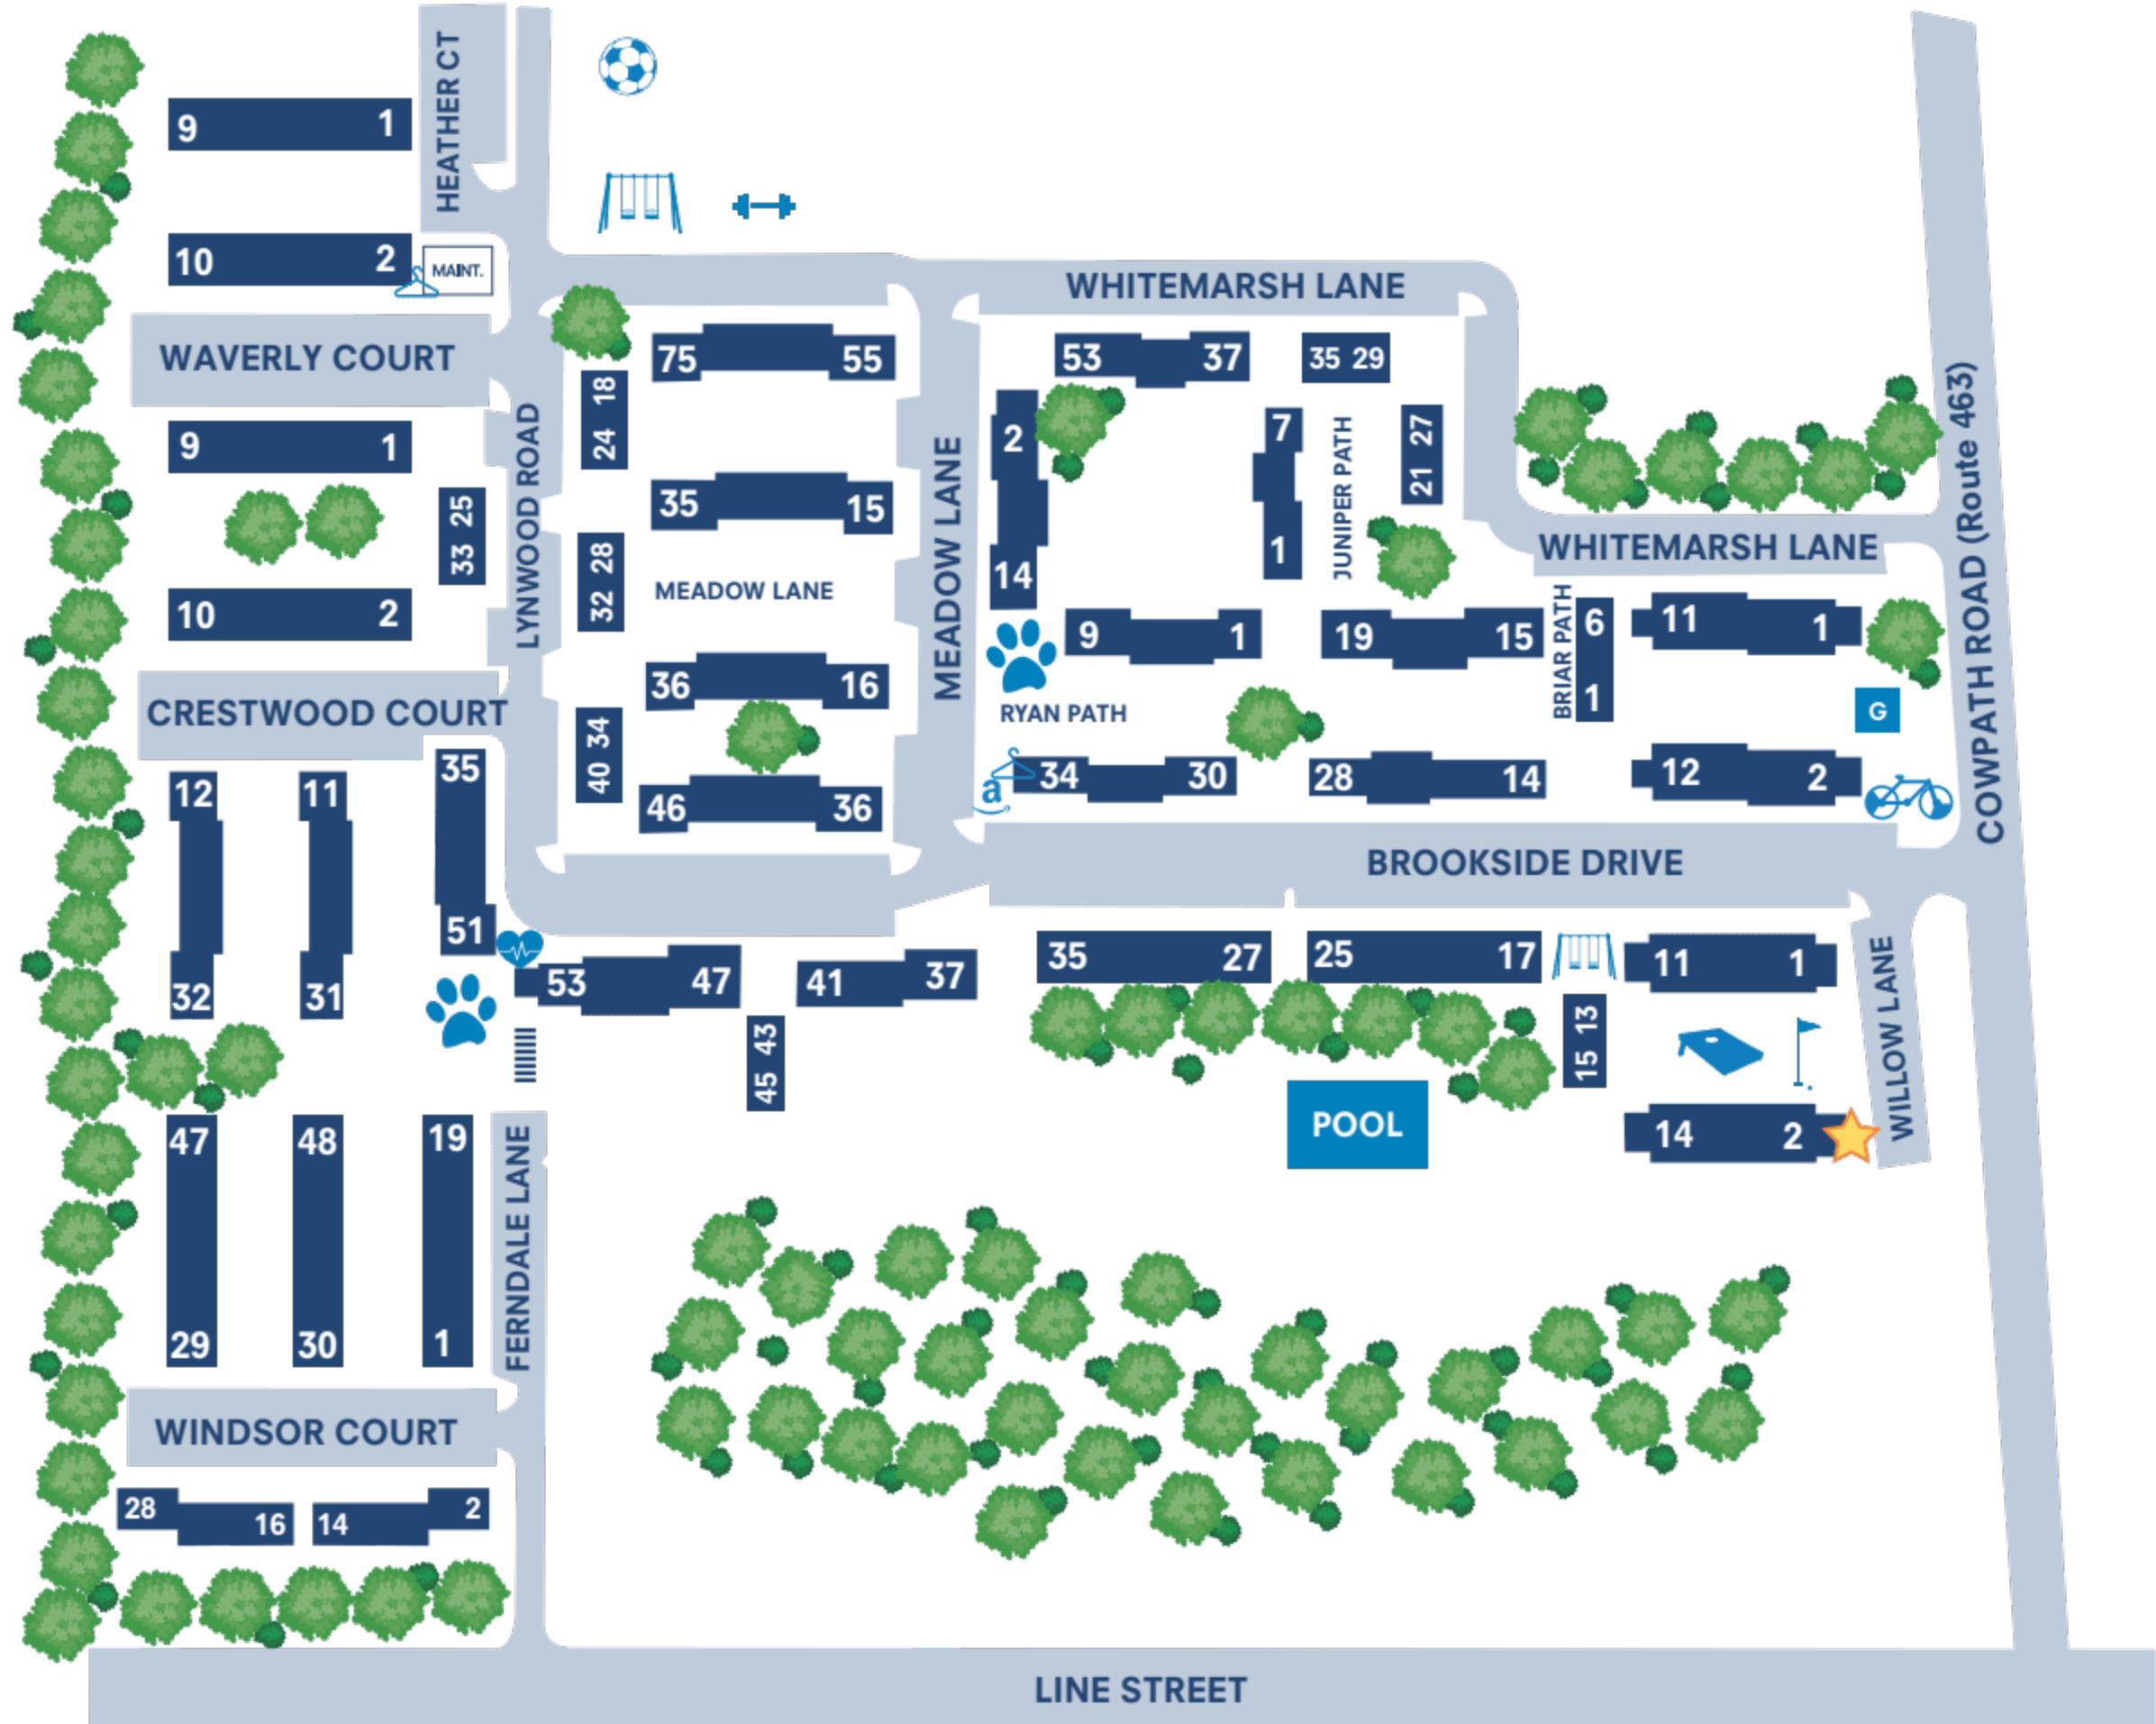 HEATHER CT
9 1
10 2
MAINT.
WAVERLY COURT
WHITEMARSH LANE
75 55
53 37
35 29
24 18
9 1
LYNWOOD ROAD
33 25
35 15
MEADOW LANE
2
14
7
1
JUNIPER PATH
21 27
COWPATH ROAD (Route 463)
WHITEMARSH LANE
32 28
MEADOW LANE
10 2
9 1
19 15
BRIAR PATH
6
1
11 1
36 16
RYAN PATH
G
CRESTWOOD COURT
40 34
46 36
a
34 30
28 14
12 2
12
32
11
31
35
51
BROOKSIDE DRIVE
53 47
41 37
35 27
25 17
11 1
WILLOW LANE
45 43
15 13
POOL
14 2
47
29
48
30
19
1
FERNDALE LANE
WINDSOR COURT
28 16
14 2
LINE STREET